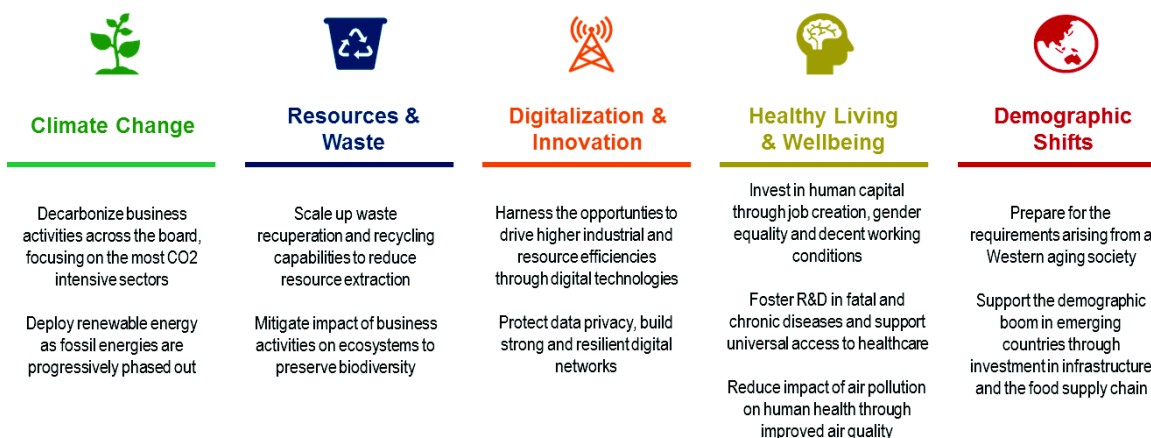 Climate Change
Decarbonize business
activities across the board,
focusing on the most CO2
intensive sectors
Deploy renewable energy
as fossil energies are
progressively phased out
Resources &
Waste
Scale up waste
recuperation and recycling
capabilities to reduce
resource extraction
Mitigate impact of business
activities on ecosystems to
preserve biodiversity
Digitalization &
Innovation
Harness the opportunties to
drive higher industrial and
resource efficiencies
through digital technologies
Protect data privacy, build
strong and resilient digital
networks
Healthy Living
& Wellbeing
Invest in human capital
through job creation, gender
equality and decent working
conditions
Foster R&D in fatal and
chronic diseases and support
universal access to healthcare
Reduce impact of air pollution
on human health through
improved air quality
Demographic
Shifts
Prepare for the
requirements arising from a
Western aging society
Support the demographic
boom in emerging
countries through
investment in infrastructure
and the food supply chain